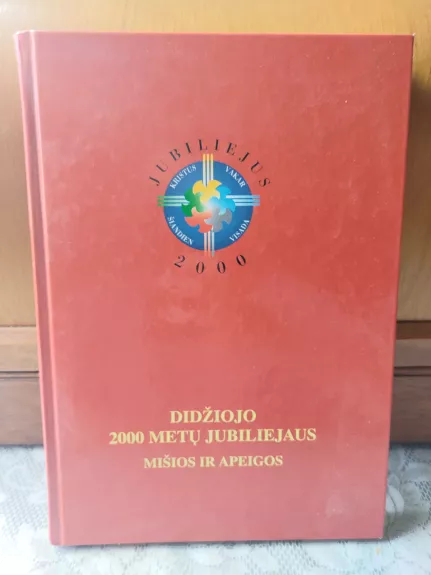 JUBILIEJUS
KRISTUS VAKAR
ŠIANDIEN VISADA
2000
DIDŽIOJO
2000 METŲ JUBILIEJAUS
MIŠIOS IR APEIGOS